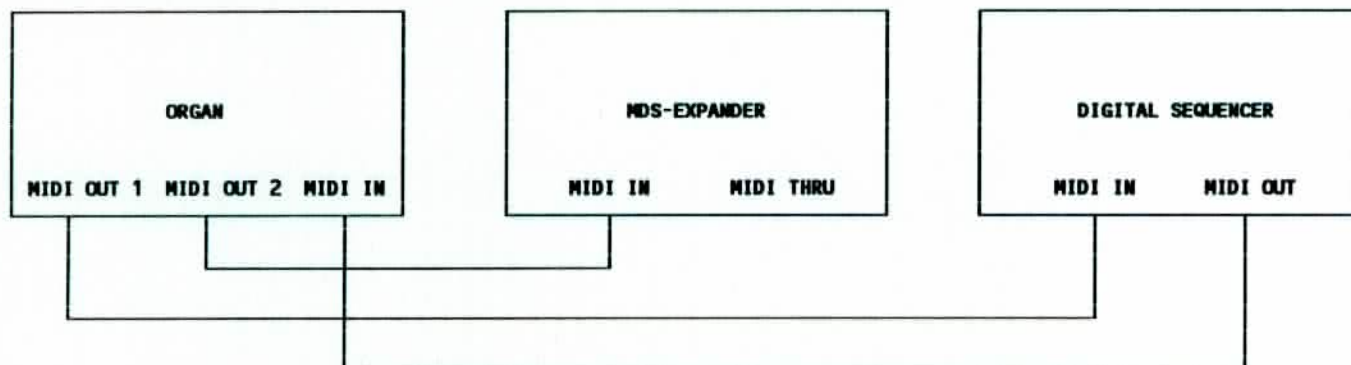 ORGAN
MIDI OUT 1 MIDI OUT 2 MIDI IN
MDS-EXPANDER
MIDI IN MIDI THRU
DIGITAL SEQUENCER
MIDI IN MIDI OUT